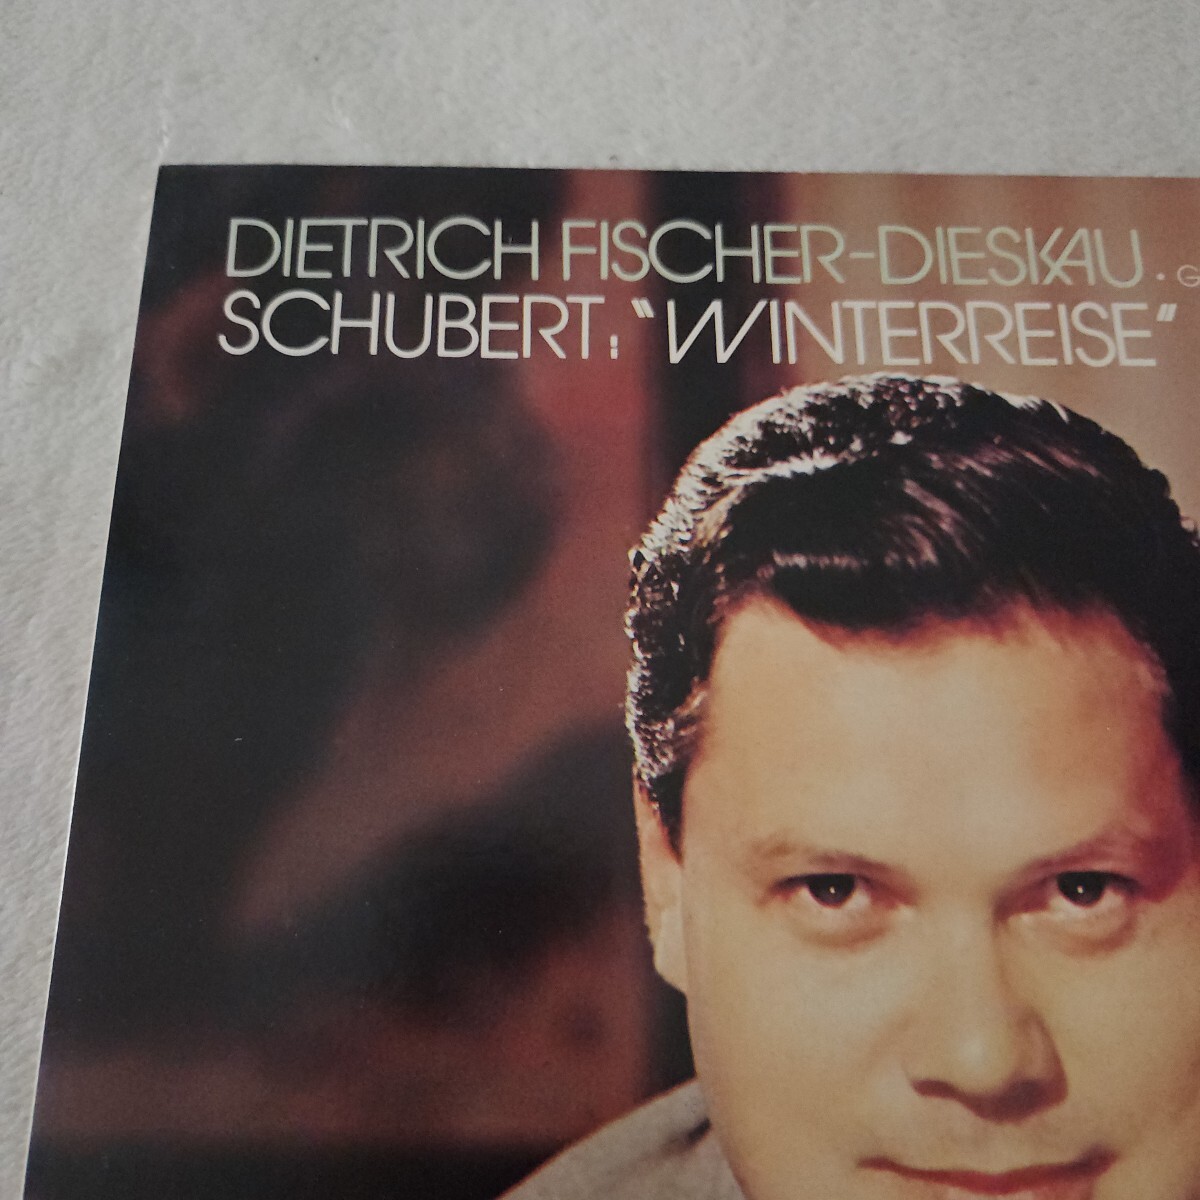 DIETRICH FISCHER-DIESKAU · G
SCHUBERT: "WINTERREISE"